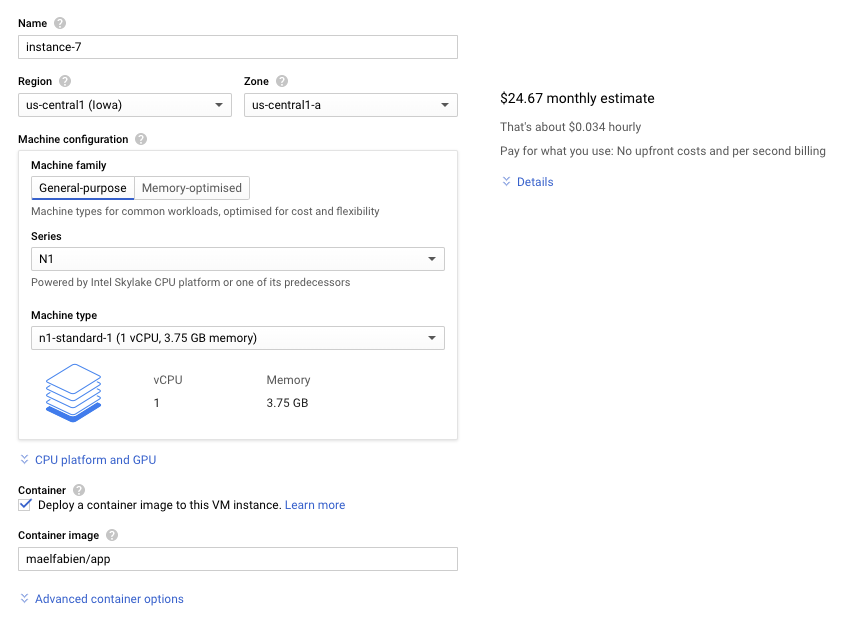 Name ?
instance-7
Region ? Zone ?
us-central1 (Iowa) us-central1-a
$24.67 monthly estimate
That's about $0.034 hourly
Pay for what you use: No upfront costs and per second billing
Details
Machine configuration ?
Machine family
General-purpose Memory-optimised
Machine types for common workloads, optimised for cost and flexibility
Series
N1
Powered by Intel Skylake CPU platform or one of its predecessors
Machine type
n1-standard-1 (1 vCPU, 3.75 GB memory)
vCPU Memory
1 3.75 GB
CPU platform and GPU
Container ?
Deploy a container image to this VM instance. Learn more
Container image ?
maelfabien/app
Advanced container options